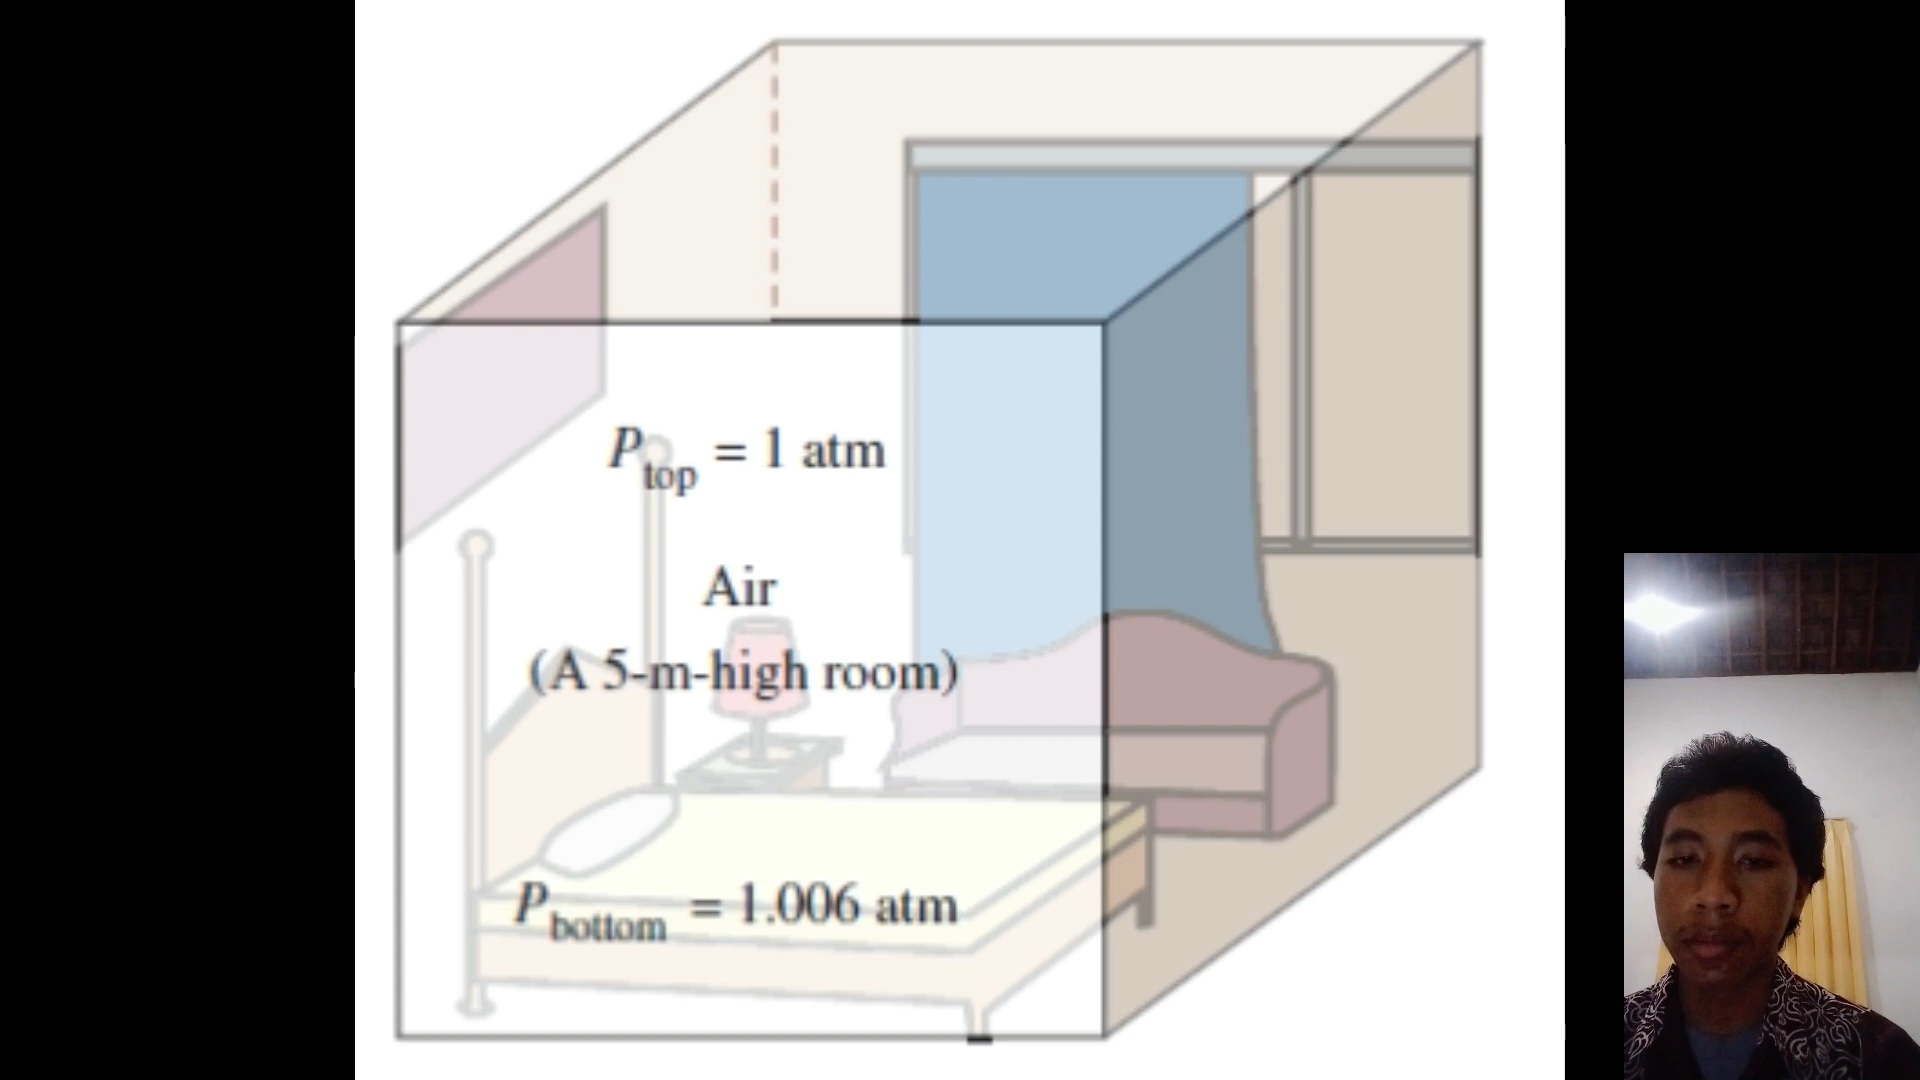 P_top = 1 atm
Air
(A 5-m-high room)
P_bottom = 1.006 atm